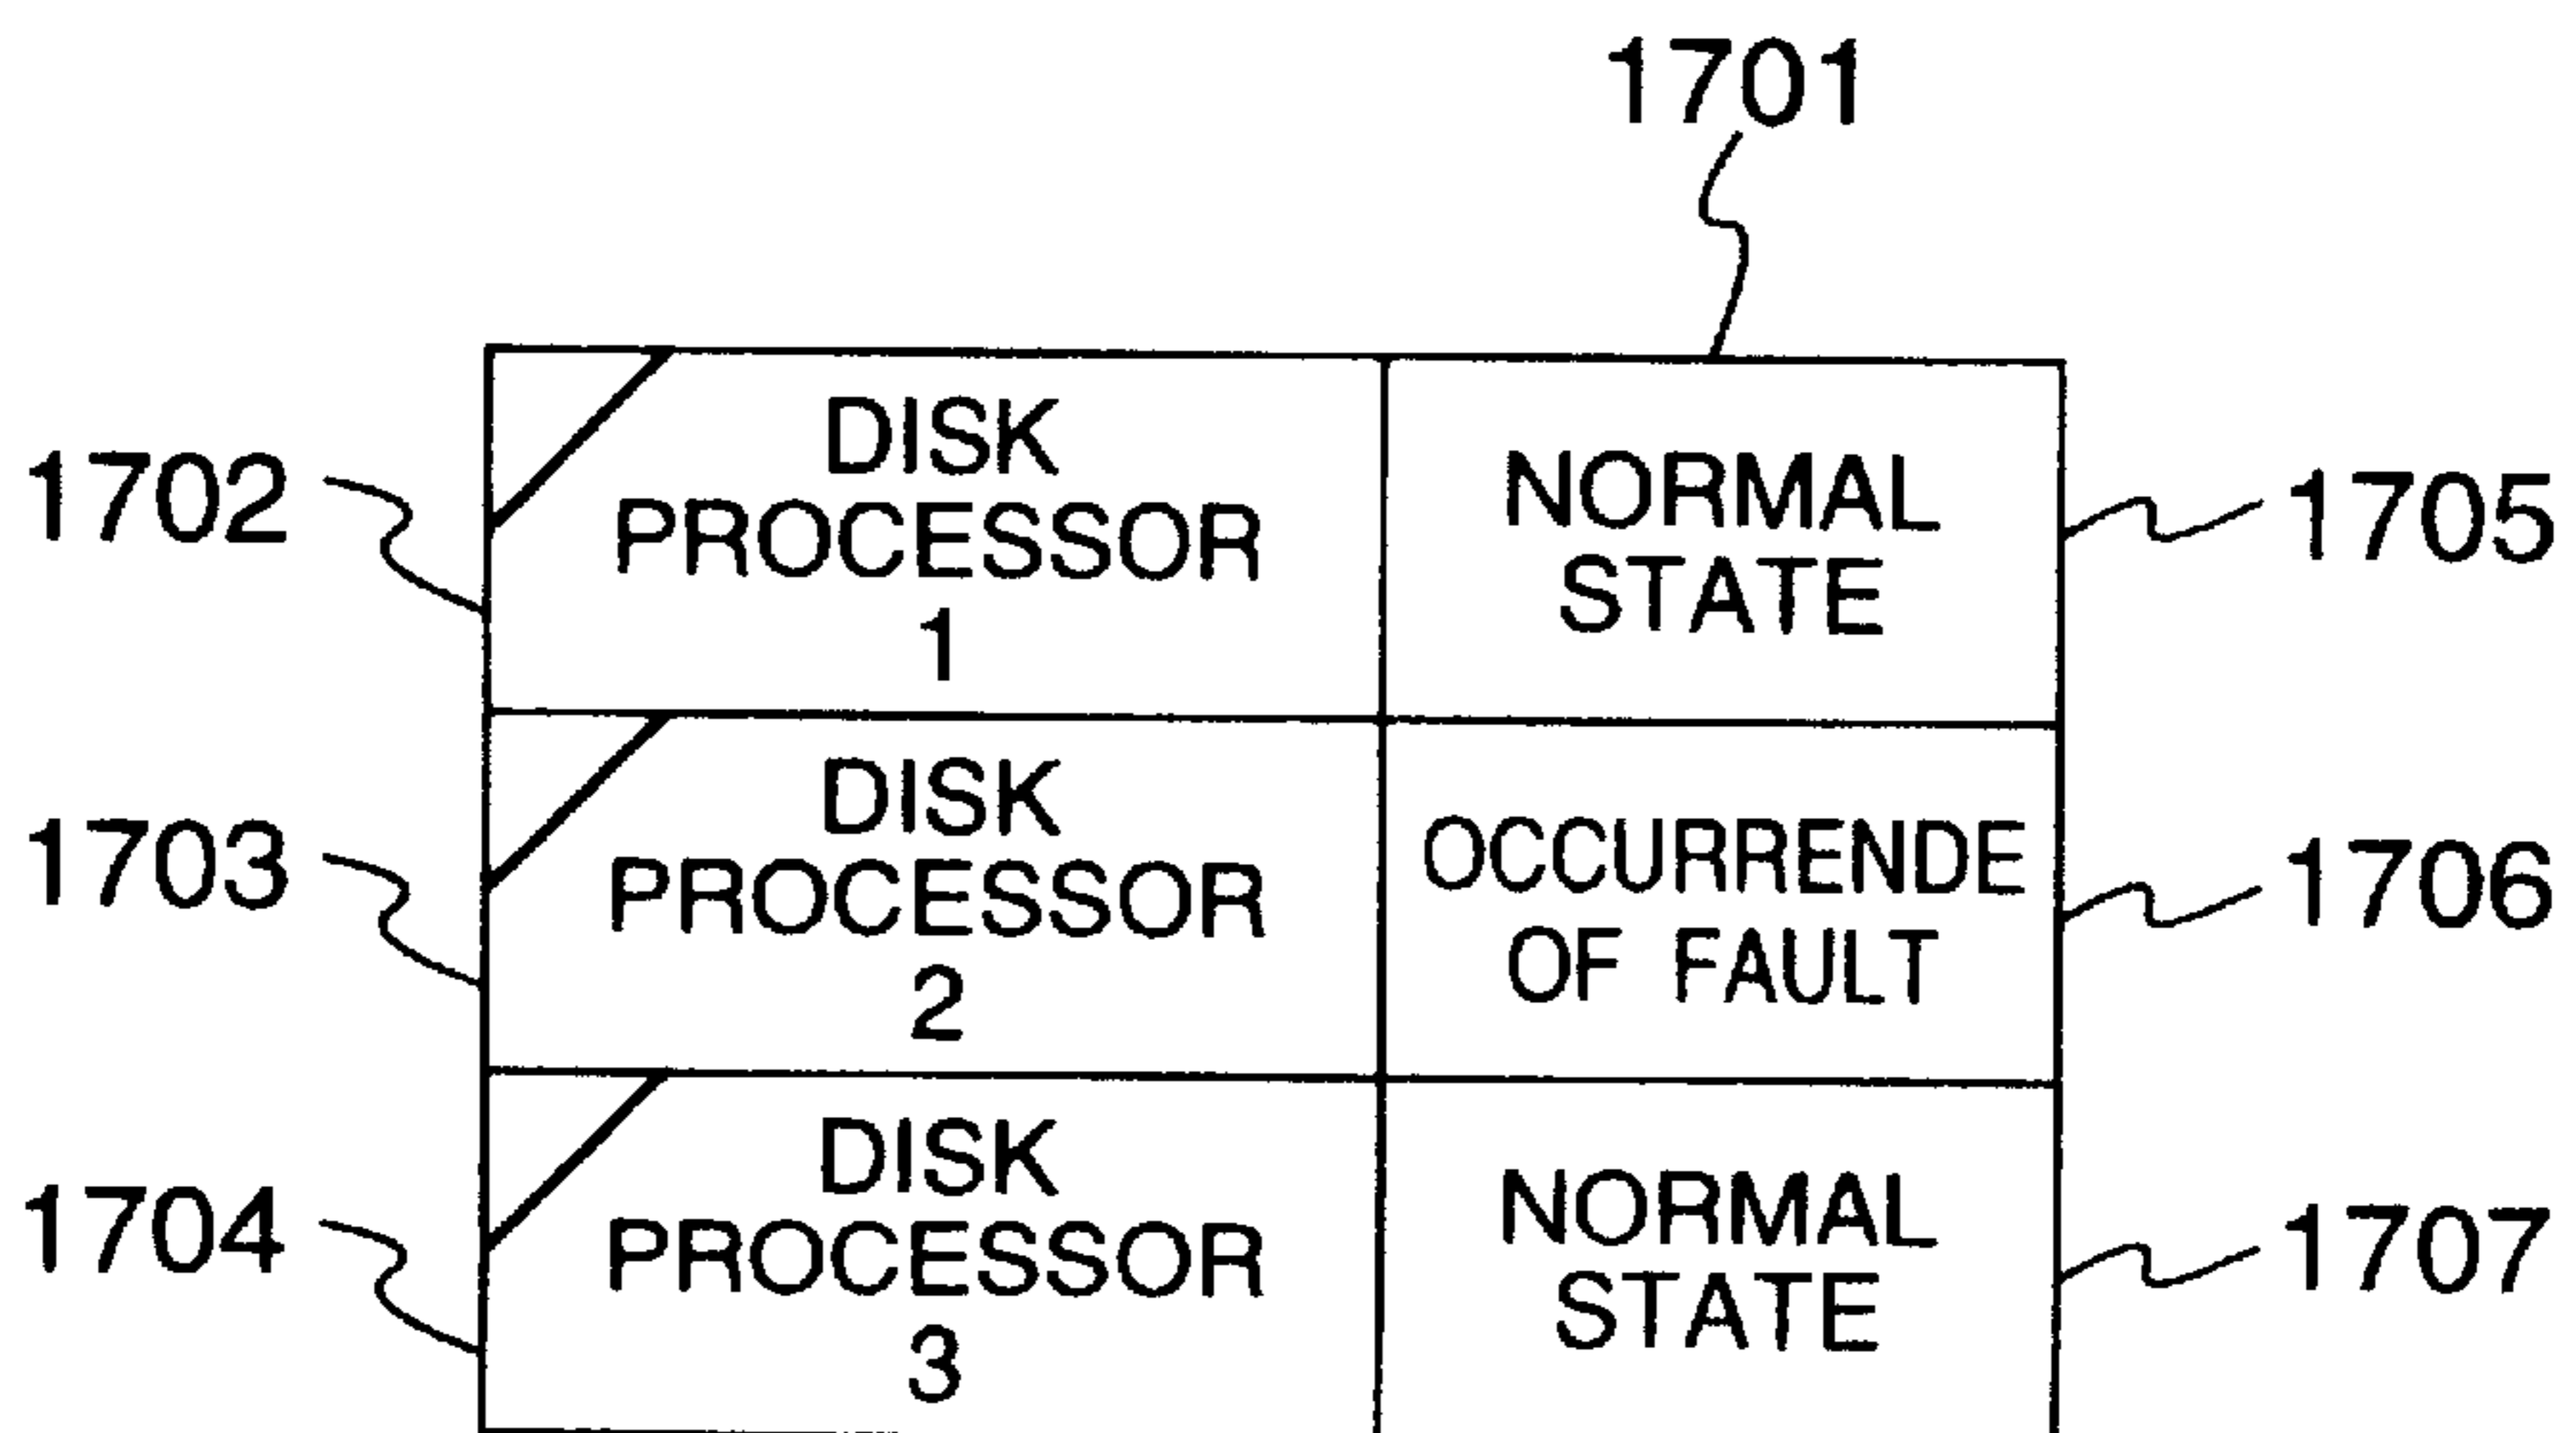 1701
1702
DISK
PROCESSOR
1
NORMAL
STATE
1705
1703
DISK
PROCESSOR
2
OCCURRENDE
OF FAULT
1706
1704
DISK
PROCESSOR
3
NORMAL
STATE
1707